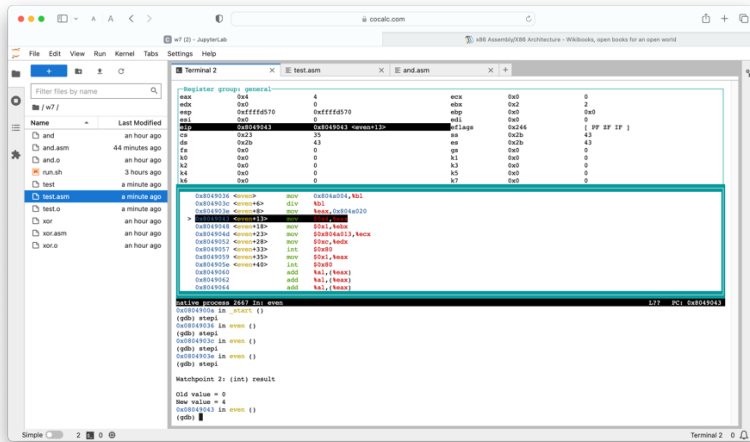 cocalc.com
w7 (2) - JupyterLab
x86 Assembly/X86 Architecture - Wikibooks, open books for an open world
File Edit View Run Kernel Tabs Settings Help
Terminal 2
test.asm
and.asm
Filter files by name
/ w7 /
Name Last Modified
and an hour ago
and.asm 44 minutes ago
and.o an hour ago
run.sh 3 hours ago
test a minute ago
test.asm a minute ago
test.o a minute ago
xor an hour ago
xor.asm an hour ago
xor.o an hour ago
Register group: general
eax 0x4 4 ecx 0x0 0
edx 0x0 0 ebx 0x2 2
esp 0xffffd570 0xffffd570 ebp 0x0 0x0
esi 0x0 0 edi 0x0 0
eip 0x8049043 0x8049043 <even+13> eflags 0x246 [ PF ZF IF ]
cs 0x23 35 ss 0x2b 43
ds 0x2b 43 es 0x2b 43
fs 0x0 0 gs 0x0 0
k0 0x0 0 k1 0x0 0
k2 0x0 0 k3 0x0 0
k4 0x0 0 k5 0x0 0
k6 0x0 0 k7 0x0 0
0x8049036 <even> mov 0x804a004,%bl
0x804903c <even+6> div %bl
0x804903e <even+8> mov %eax,0x804a020
> 0x8049043 <even+13> mov
0x8049048 <even+18> mov $0x1,%ebx
0x804904d <even+23> mov $0x804a013,%ecx
0x8049052 <even+28> mov $0xc,%edx
0x8049057 <even+33> int $0x80
0x8049059 <even+35> mov $0x1,%eax
0x804905e <even+40> int $0x80
0x8049060 add %al,(%eax)
0x8049062 add %al,(%eax)
0x8049064 add %al,(%eax)
native process 2667 In: even L?? PC: 0x8049043
0x0804900a in _start ()
(gdb) stepi
0x08049036 in even ()
(gdb) stepi
0x0804903c in even ()
(gdb) stepi
0x0804903e in even ()
(gdb) stepi
Watchpoint 2: (int) result
Old value = 0
New value = 4
0x08049043 in even ()
(gdb)
Simple 2 0 Terminal 2 0